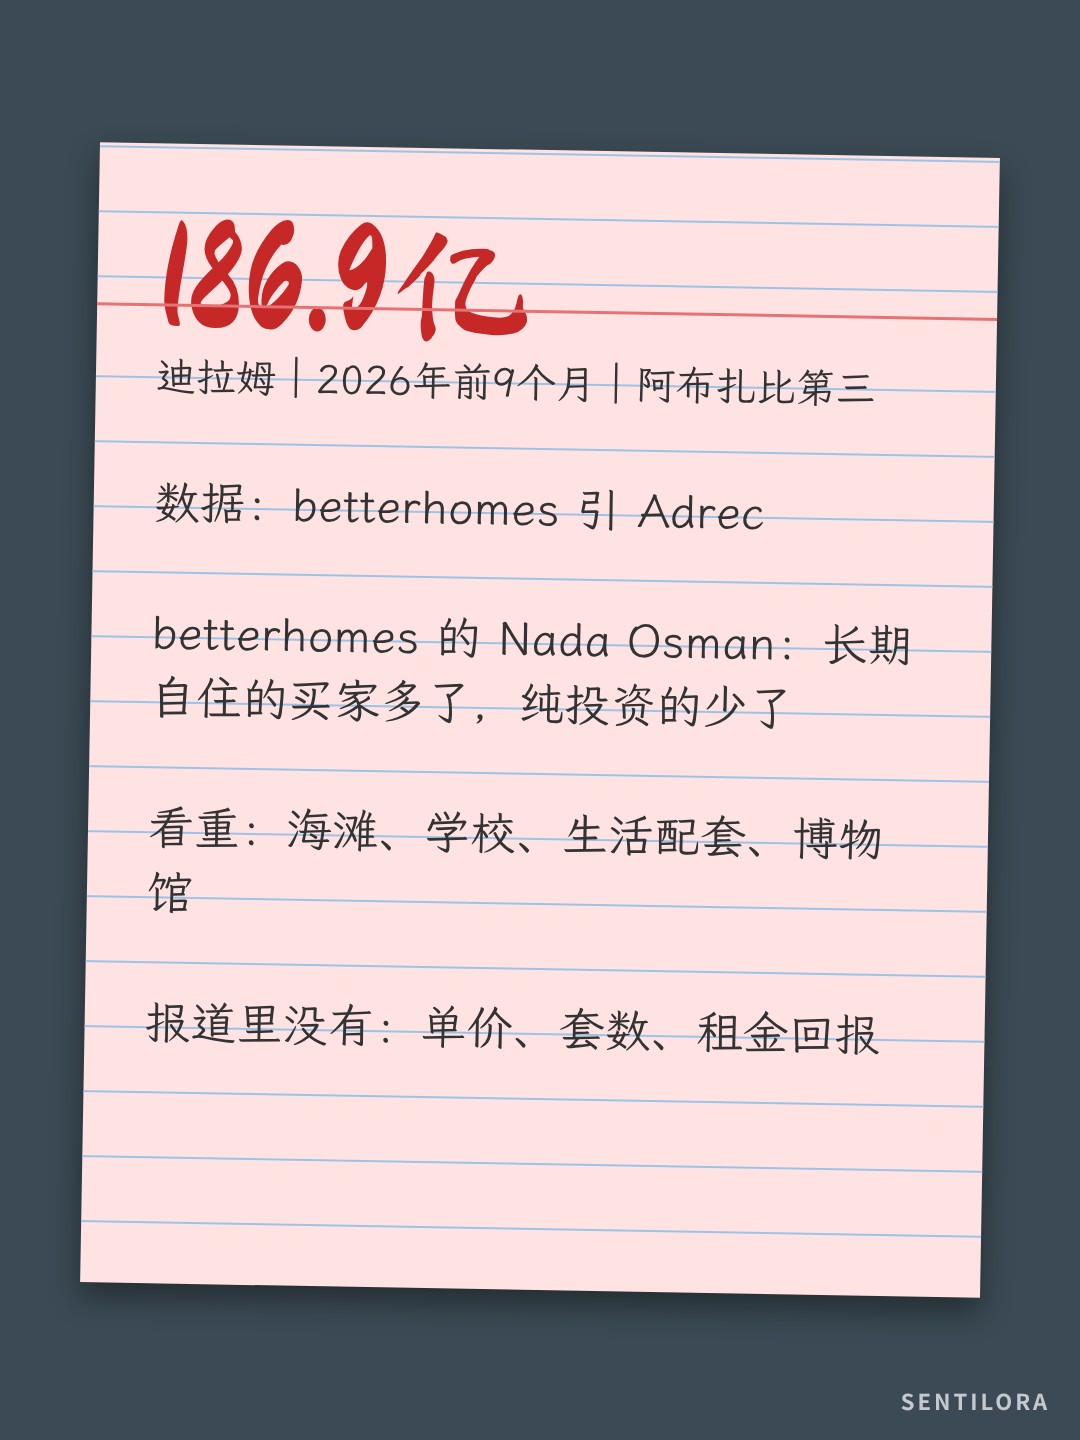 186.9亿
迪拉姆｜2026年前9个月｜阿布扎比第三
数据：betterhomes 引 Adrec
betterhomes 的 Nada Osman：长期
自住的买家多了，纯投资的少了
看重：海滩、学校、生活配套、博物
馆
报道里没有：单价、套数、租金回报
SENTILORA